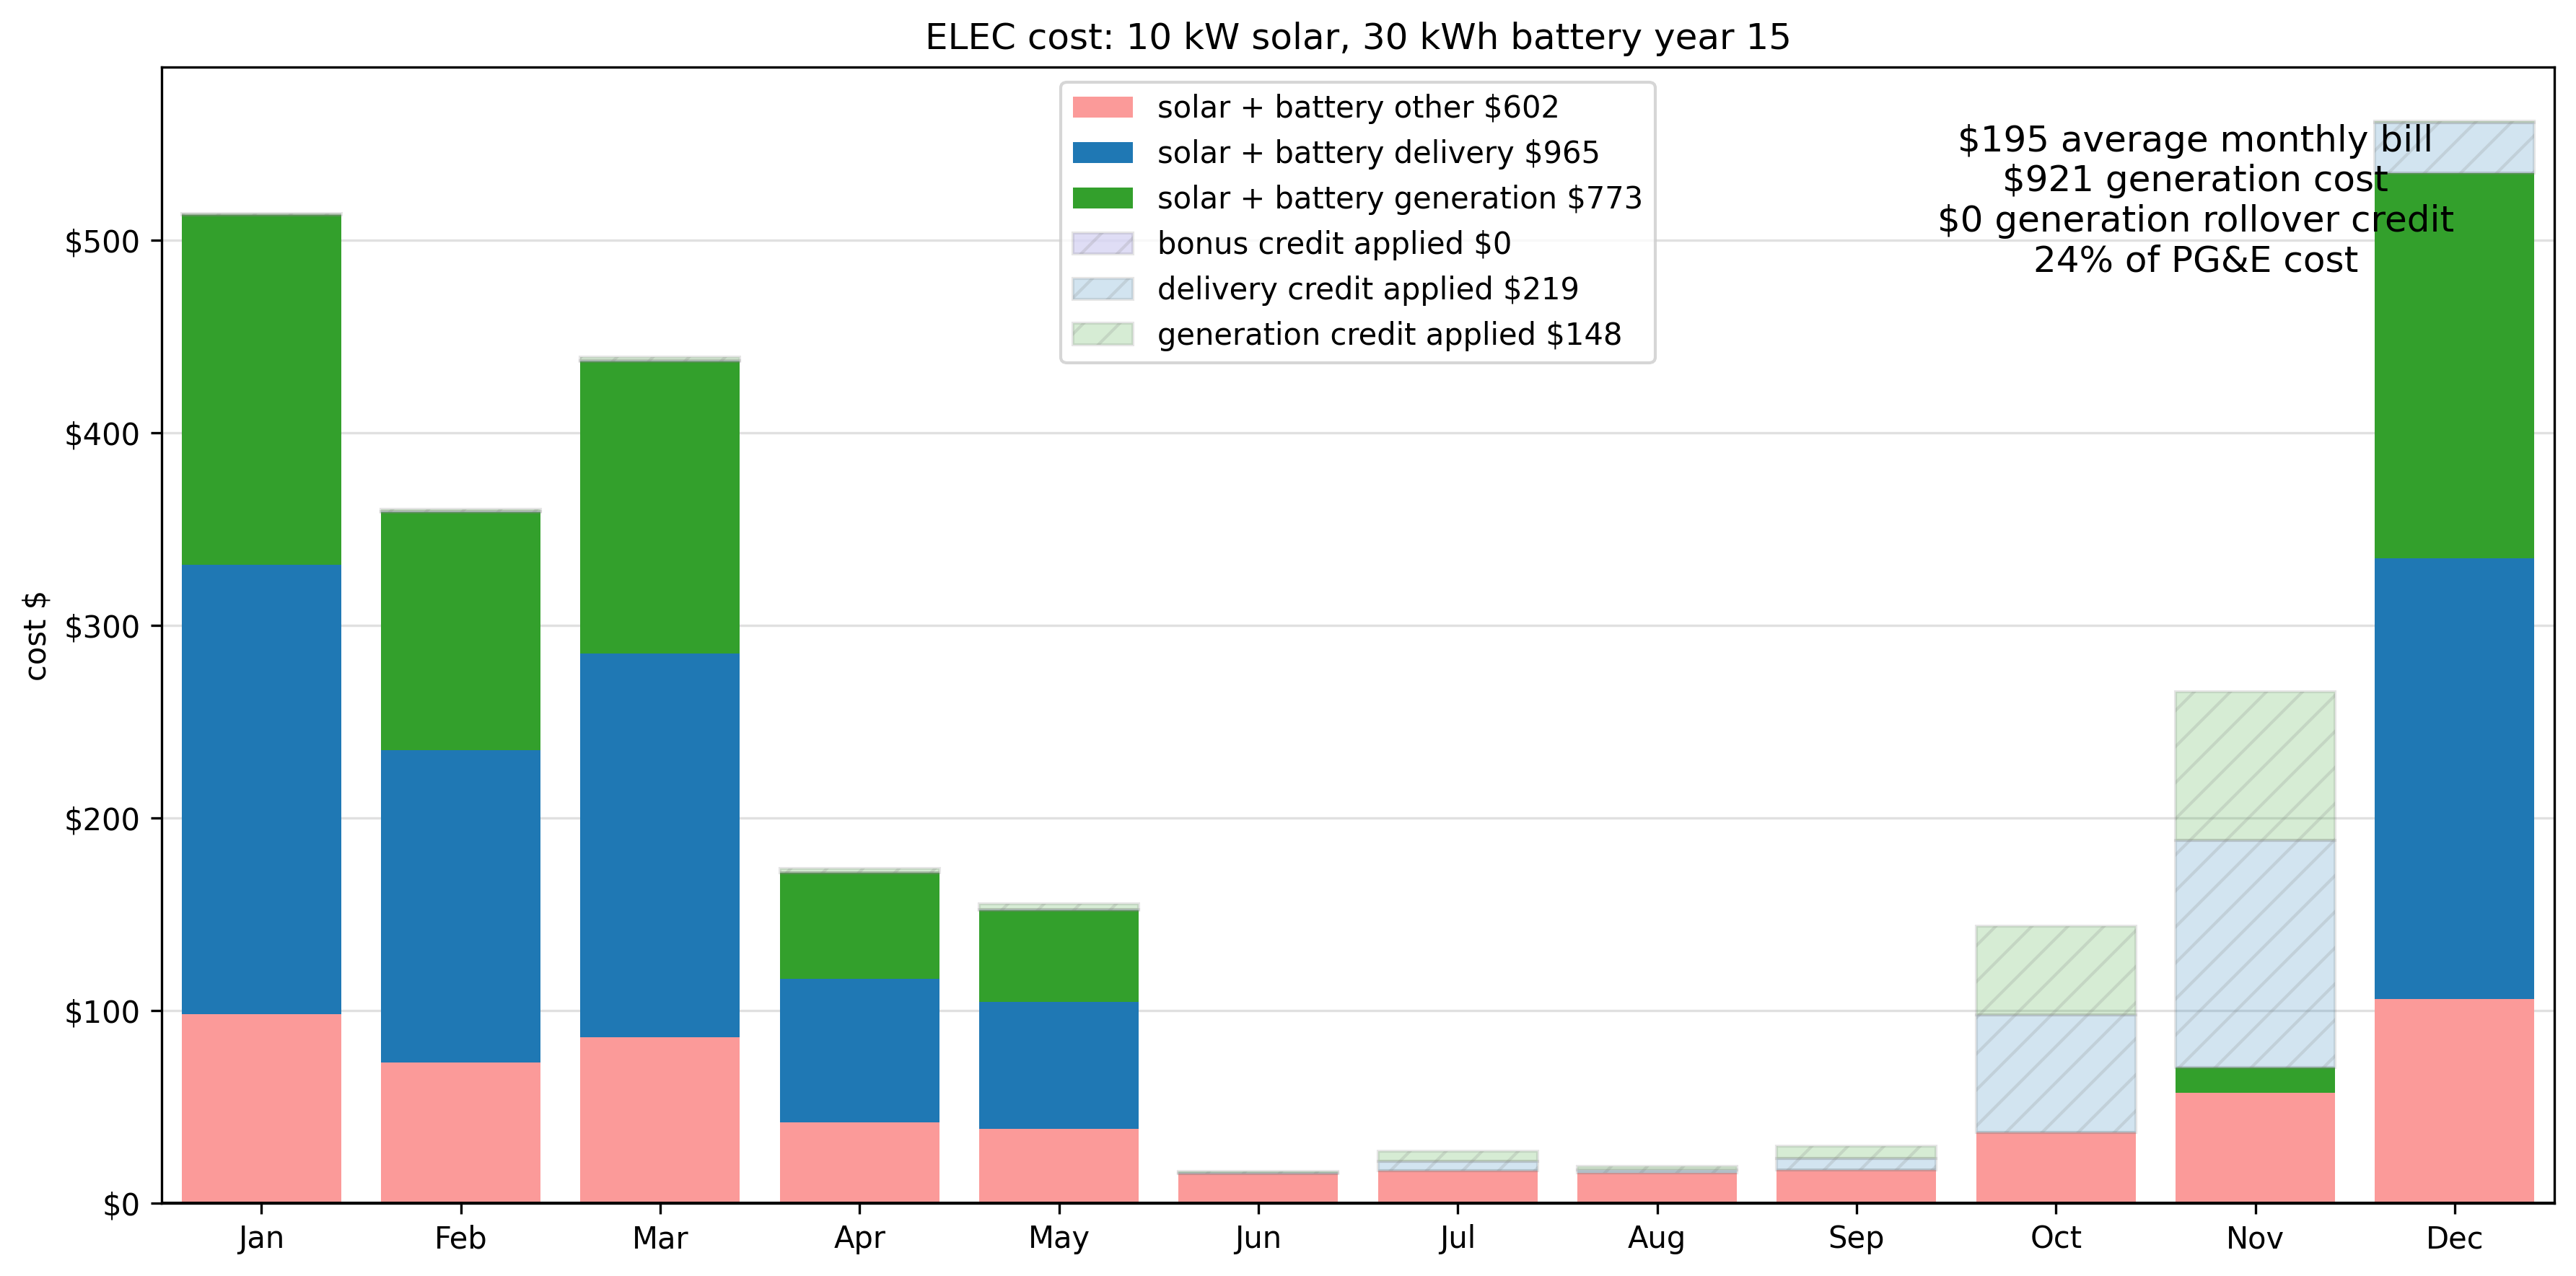 ELEC cost: 10 kW solar, 30 kWh battery year 15
solar + battery other $602
solar + battery delivery $965
solar + battery generation $773
bonus credit applied $0
delivery credit applied $219
generation credit applied $148
$195 average monthly bill
$921 generation cost
$0 generation rollover credit
24% of PG&E cost
cost $
$500
$400
$300
$200
$100
$0
Jan Feb Mar Apr May Jun Jul Aug Sep Oct Nov Dec